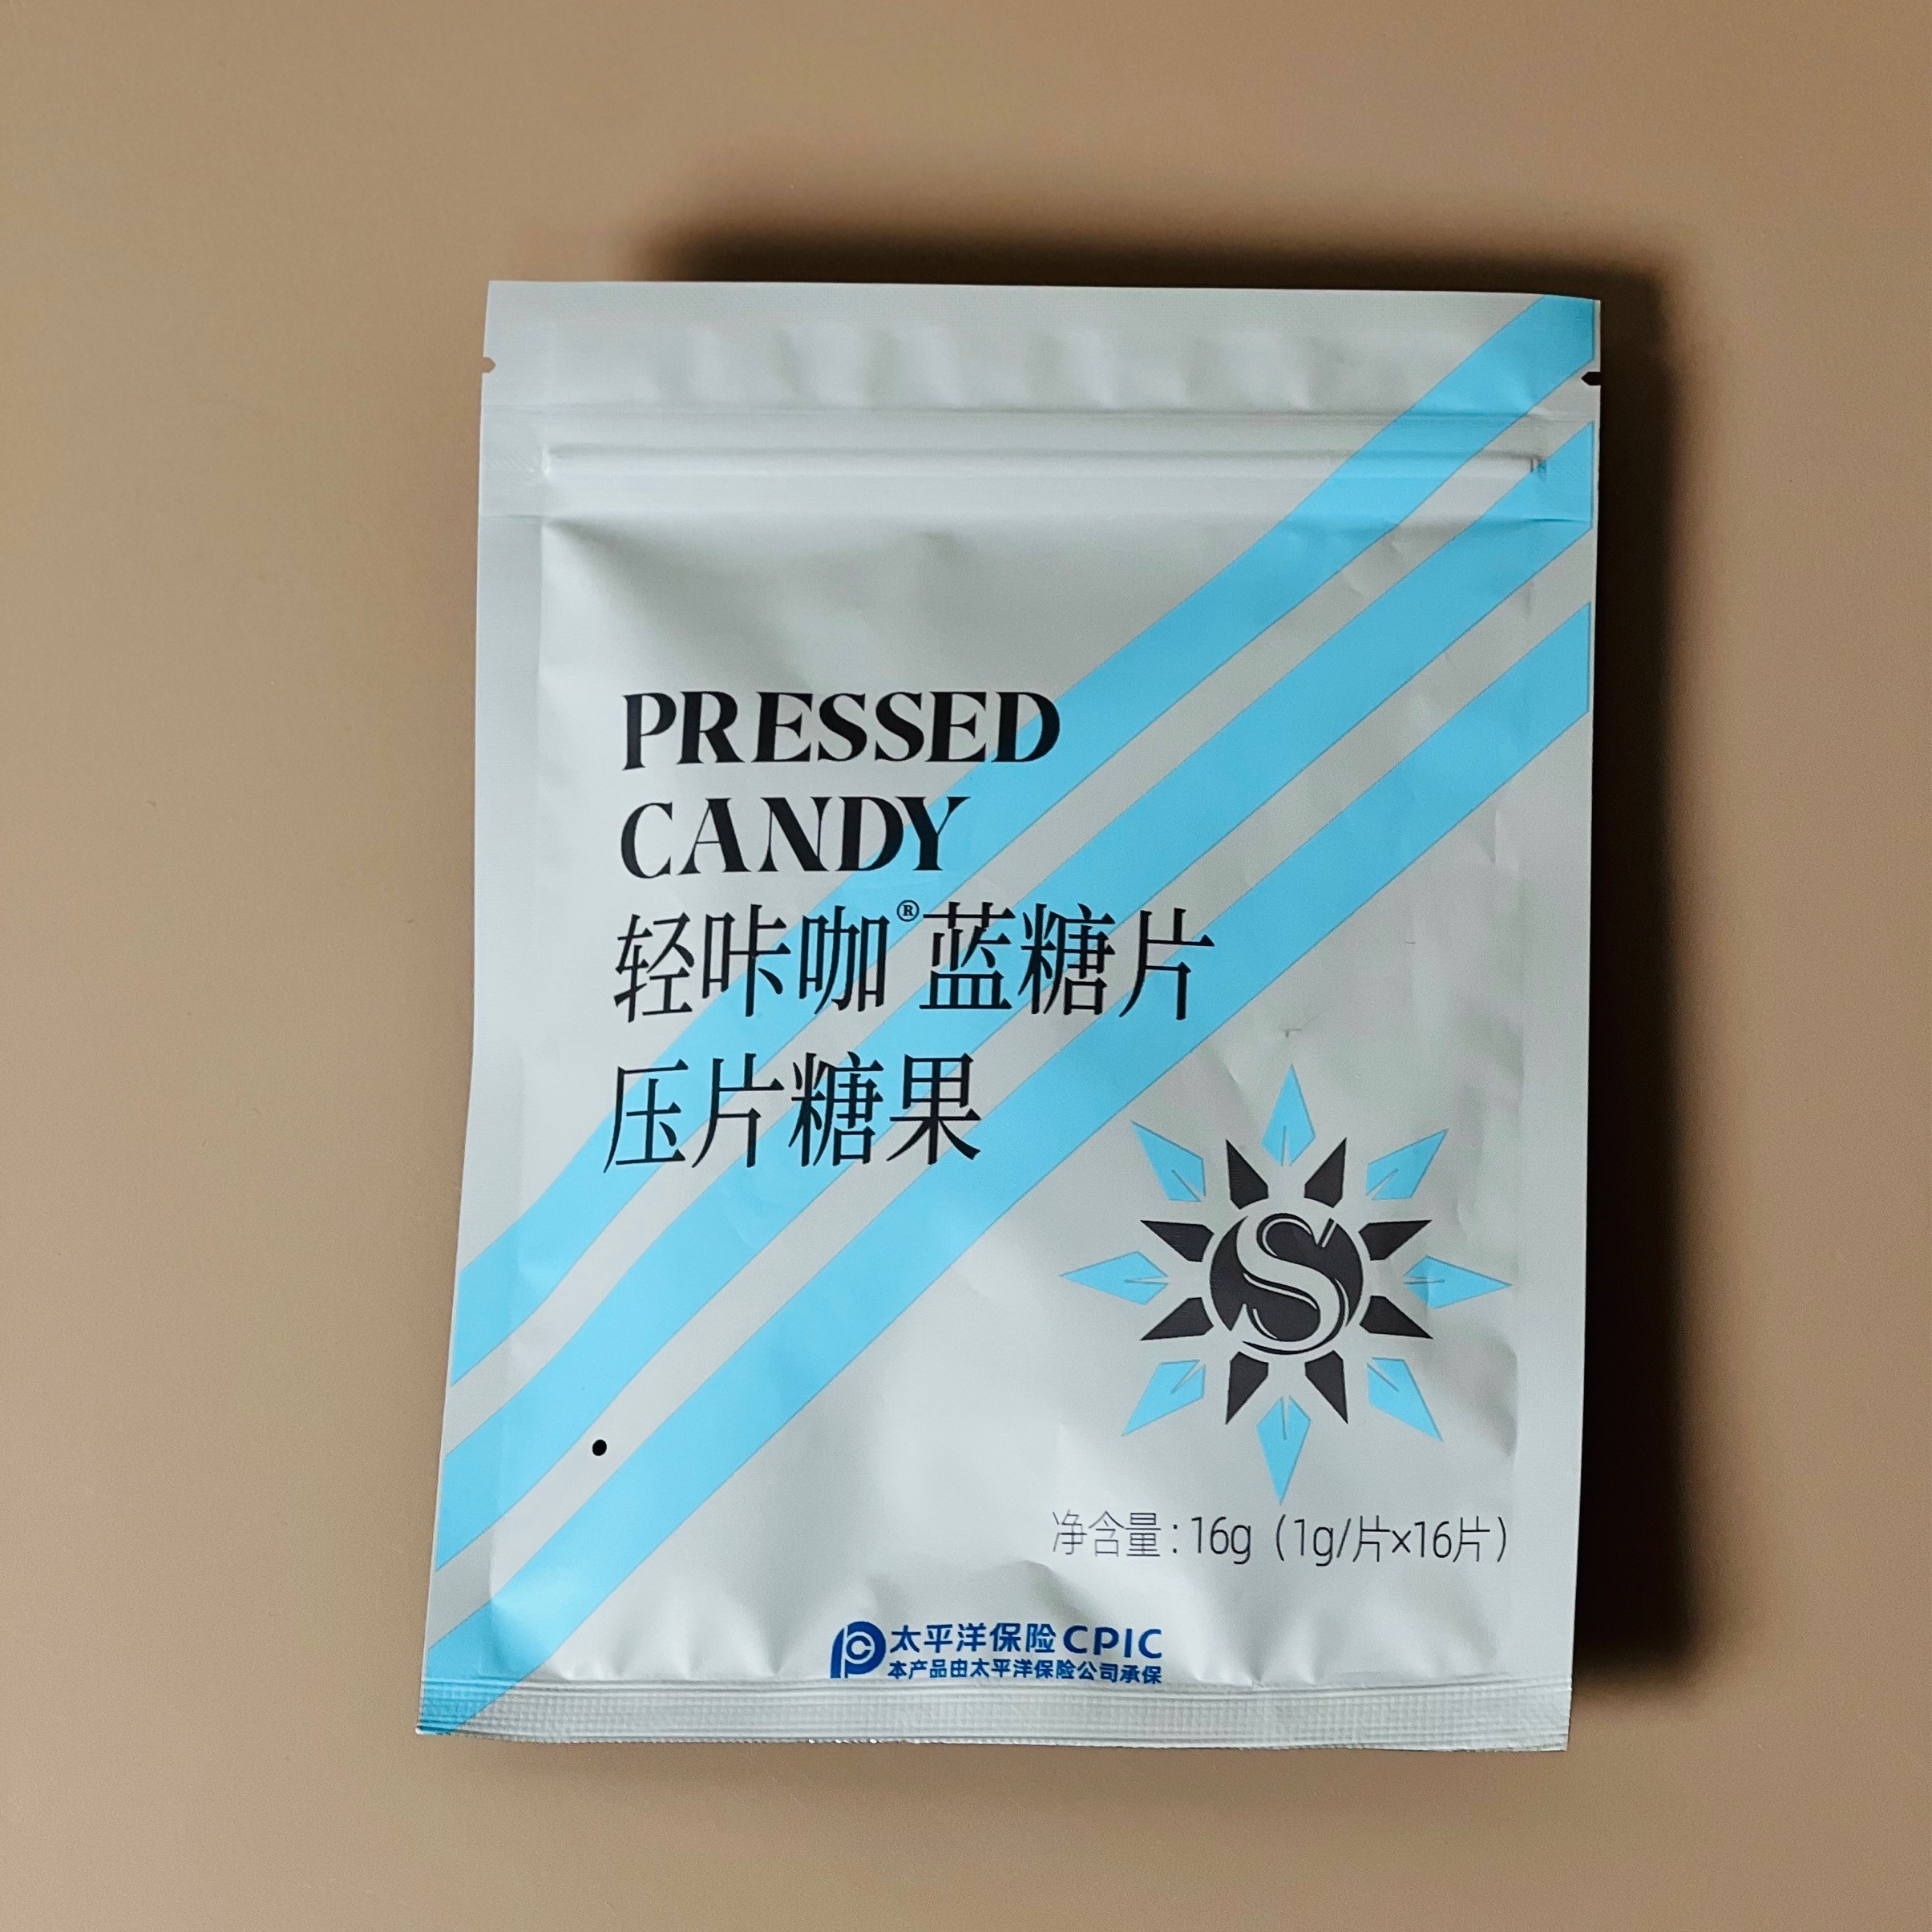 PRESSED
CANDY
轻咔咖®蓝糖片
压片糖果
S
净含量:16g(1g/片×16片)
太平洋保险 CPIC
本产品由太平洋保险公司承保